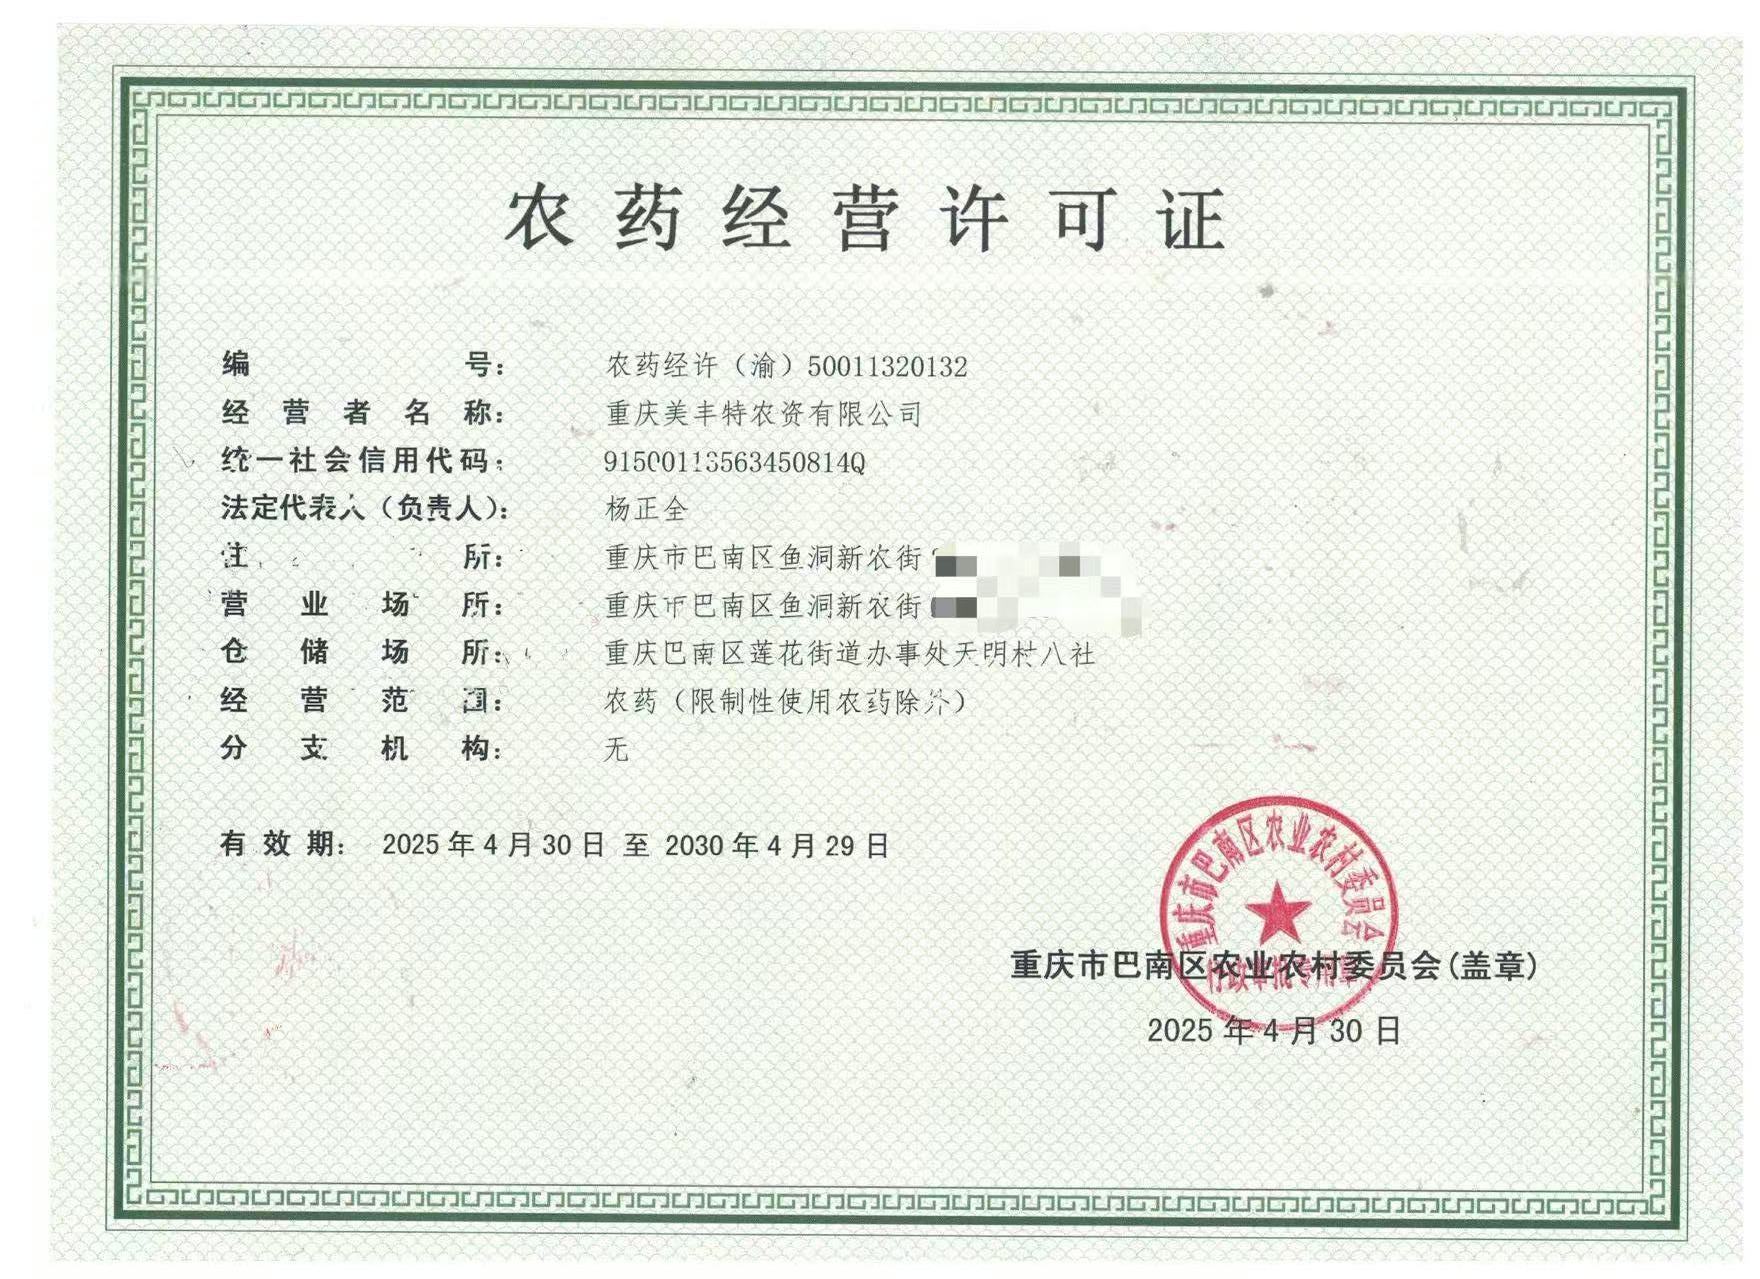 农药经营许可证
编号：农药经许（渝）50011320132
经营者名称：重庆美丰特农资有限公司
统一社会信用代码：91500113563450814Q
法定代表人（负责人）：杨正全
住所：重庆市巴南区鱼洞新农街
营业场所：重庆市巴南区鱼洞新农街
仓储场所：重庆巴南区莲花街道办事处天明村八社
经营范围：农药（限制性使用农药除外）
分支机构：无
有效期：2025年4月30日至2030年4月29日
重庆市巴南区农业农村委员会
行政审批专用章
重庆市巴南区农业农村委员会(盖章)
2025年4月30日